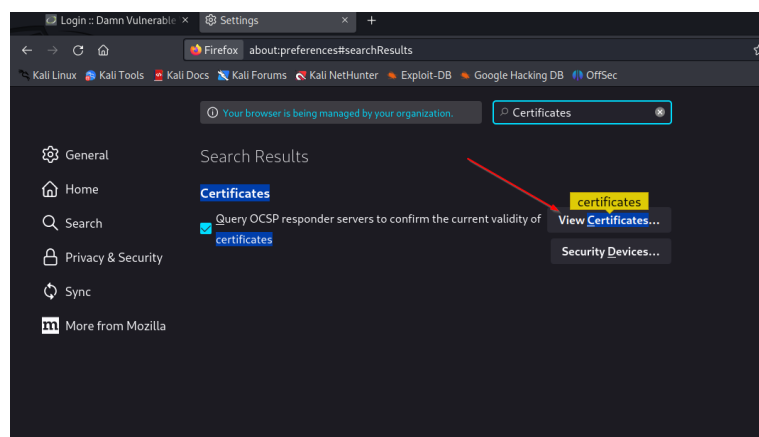 Login :: Damn Vulnerable × Settings × +
Firefox about:preferences#searchResults
Kali Linux Kali Tools Kali Docs Kali Forums Kali NetHunter Exploit-DB Google Hacking DB OffSec
Your browser is being managed by your organization. Certificates
General Search Results
Home Certificates
certificates
Search Query OCSP responder servers to confirm the current validity of View Certificates...
certificates
Privacy & Security Security Devices...
Sync
m More from Mozilla